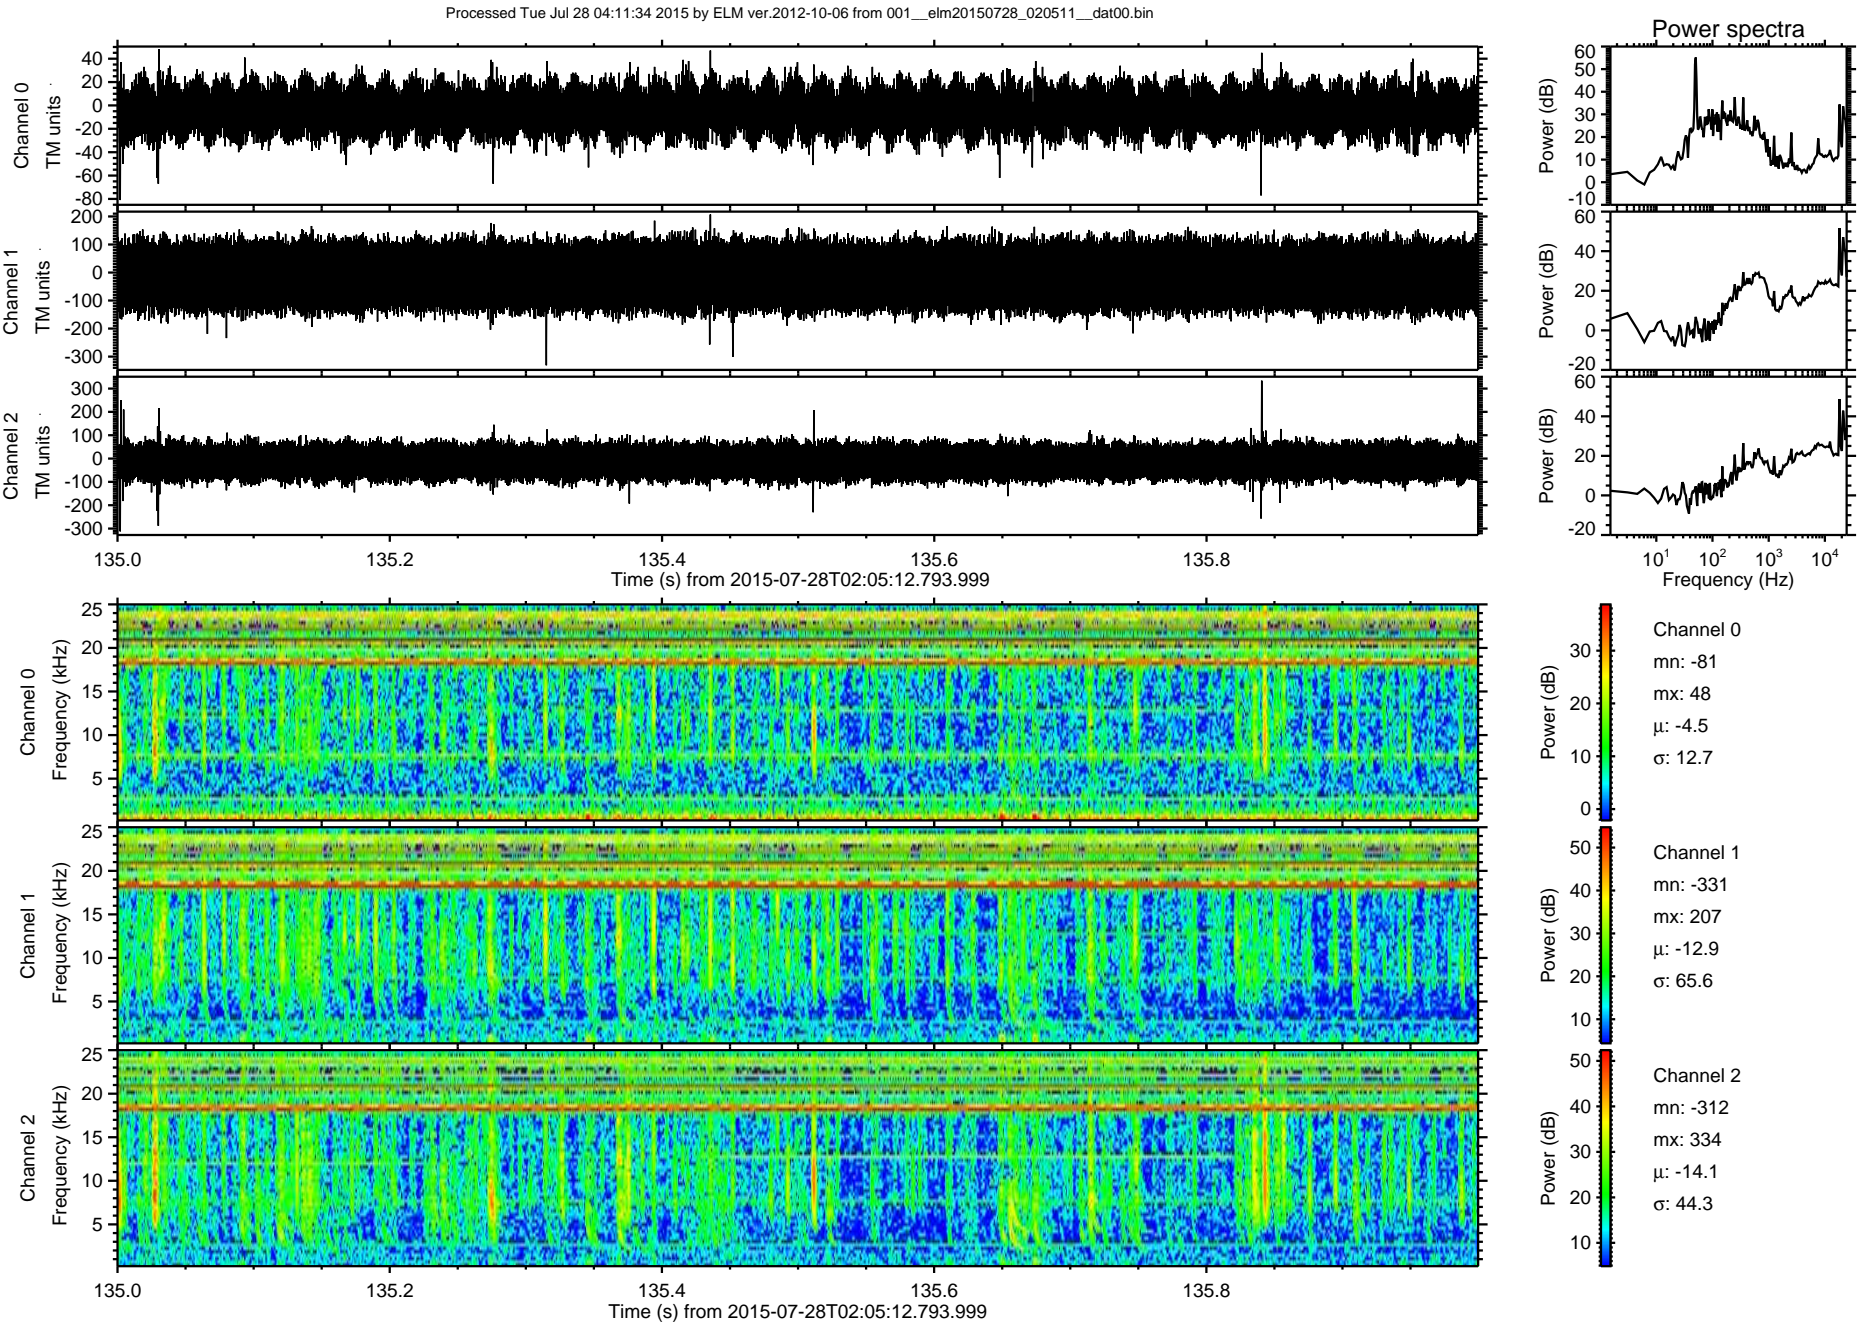 Processed Tue Jul 28 04:11:34 2015 by ELM ver.2012-10-06 from 001__elm20150728_020511__dat00.bin
Power spectra
Channel 0
TM units
40
20
0
-20
-40
-60
-80
Power (dB)
60
50
40
30
20
10
0
-10
Channel 1
TM units
200
100
0
-100
-200
-300
Power (dB)
60
40
20
0
-20
Channel 2
TM units
300
200
100
0
-100
-200
-300
Power (dB)
60
40
20
0
-20
135.0 135.2 135.4 135.6 135.8
Time (s) from 2015-07-28T02:05:12.793.999
10^1 10^2 10^3 10^4
Frequency (Hz)
Channel 0
Frequency (kHz)
25
20
15
10
5
Power (dB)
30
20
10
0
Channel 0
mn: -81
mx: 48
μ: -4.5
σ: 12.7
Channel 1
Frequency (kHz)
25
20
15
10
5
Power (dB)
50
40
30
20
10
Channel 1
mn: -331
mx: 207
μ: -12.9
σ: 65.6
Channel 2
Frequency (kHz)
25
20
15
10
5
Power (dB)
50
40
30
20
10
Channel 2
mn: -312
mx: 334
μ: -14.1
σ: 44.3
135.0 135.2 135.4 135.6 135.8
Time (s) from 2015-07-28T02:05:12.793.999